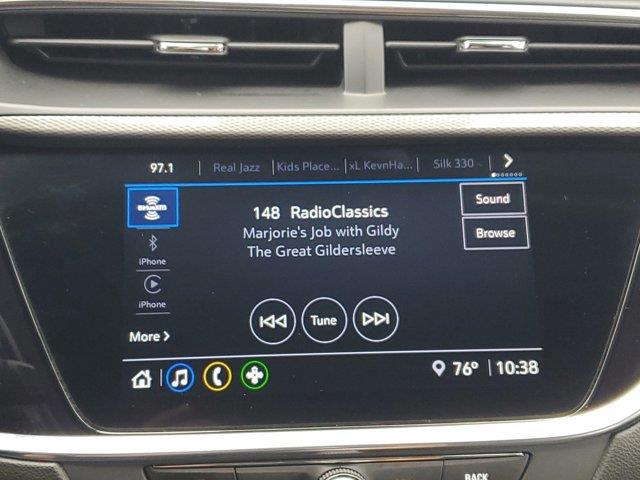 97.1 Real Jazz Kids Place... xL KevnHa... Silk 330
SiriusXM
148 RadioClassics
Sound
Marjorie's Job with Gildy
Browse
The Great Gildersleeve
iPhone
iPhone
Tune
More
76° 10:38
BACK